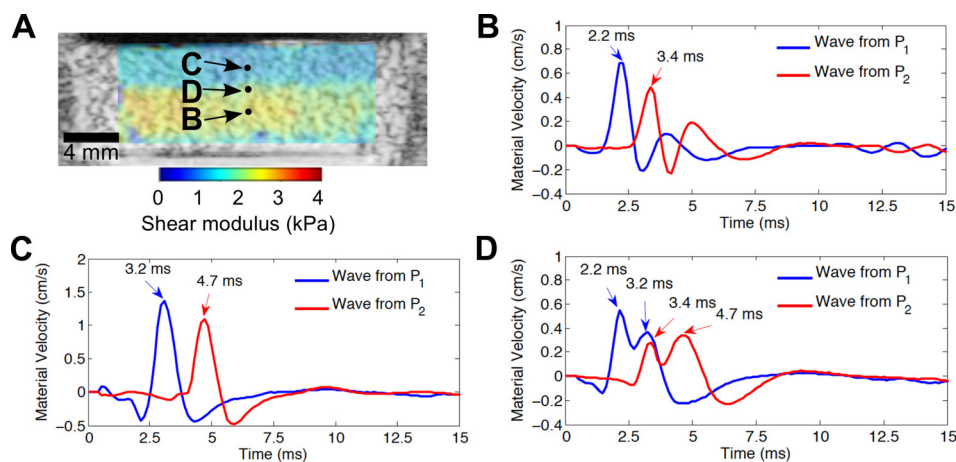 A
C
D
B
4 mm
0 1 2 3 4
Shear modulus (kPa)
B
1
0.8
0.6
0.4
0.2
0
−0.2
−0.4
Material Velocity (cm/s)
2.2 ms
3.4 ms
Wave from P1
Wave from P2
0 2.5 5 7.5 10 12.5 15
Time (ms)
C
2
1.5
1
0.5
0
−0.5
Material Velocity (cm/s)
3.2 ms
4.7 ms
Wave from P1
Wave from P2
0 2.5 5 7.5 10 12.5 15
Time (ms)
D
1
0.8
0.6
0.4
0.2
0
−0.2
−0.4
Material Velocity (cm/s)
2.2 ms
3.2 ms
3.4 ms
4.7 ms
Wave from P1
Wave from P2
0 2.5 5 7.5 10 12.5 15
Time (ms)